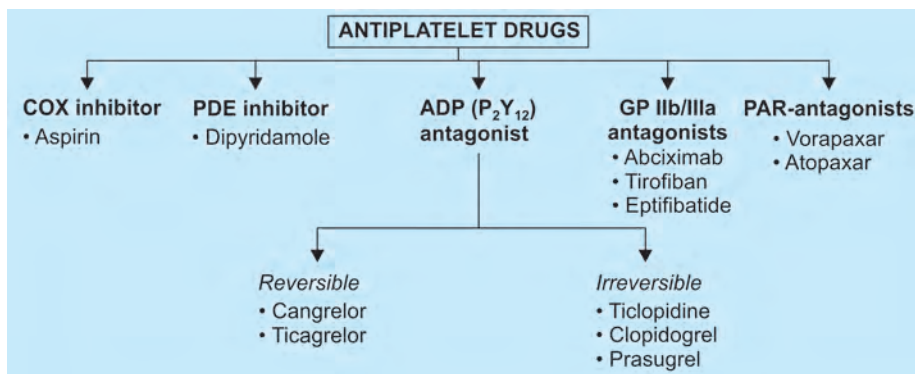 ANTIPLATELET DRUGS
COX inhibitor
• Aspirin
PDE inhibitor
• Dipyridamole
ADP (P₂Y₁₂)
antagonist
GP IIb/IIIa
antagonists
• Abciximab
• Tirofiban
• Eptifibatide
PAR-antagonists
• Vorapaxar
• Atopaxar
Reversible
• Cangrelor
• Ticagrelor
Irreversible
• Ticlopidine
• Clopidogrel
• Prasugrel